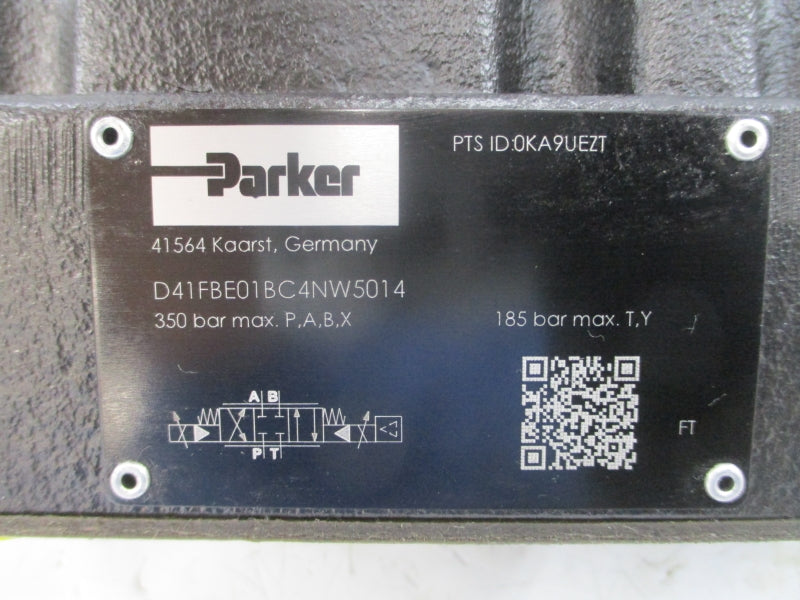 Parker
PTS ID:0KA9UEZT
41564 Kaarst, Germany
D41FBE01BC4NW5014
350 bar max. P,A,B,X
185 bar max. T,Y
A B
P T
FT